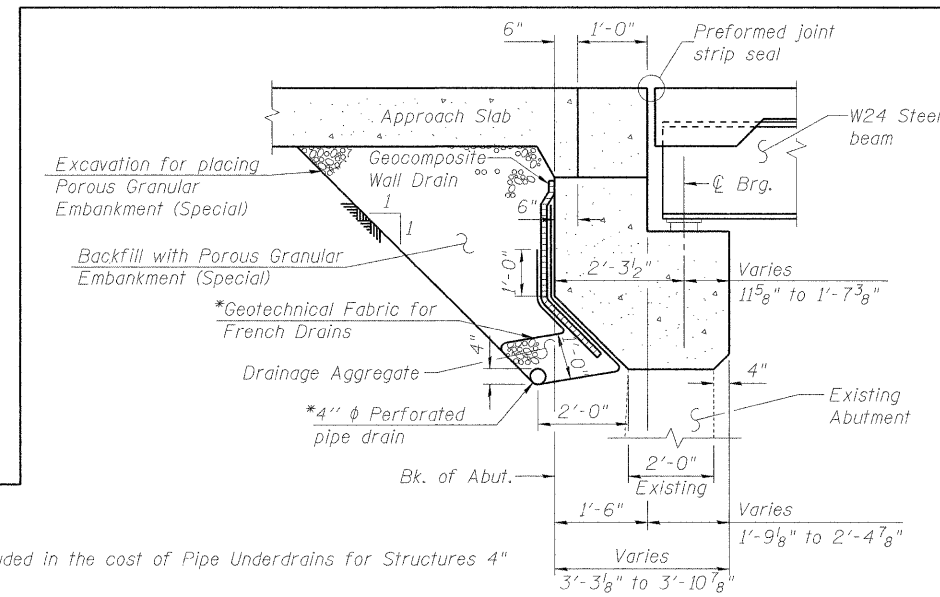 6"
1'-0"
Preformed joint
strip seal
Approach Slab
W24 Steel
beam
Excavation for placing
Porous Granular
Embankment (Special)
Geocomposite
Wall Drain
℄ Brg.
1
1
6"
Backfill with Porous Granular
Embankment (Special)
1'-0"
2'-3½"
Varies
11⅝" to 1'-7⅜"
*Geotechnical Fabric for
French Drains
4"
Drainage Aggregate
1'-0"
4"
*4" ϕ Perforated
pipe drain
2'-0"
Existing
Abutment
Bk. of Abut.
2'-0"
Existing
1'-6"
Varies
1'-9⅛" to 2'-4⅞"
in the cost of Pipe Underdrains for Structures 4"
Varies
3'-3⅛" to 3'-10⅞"